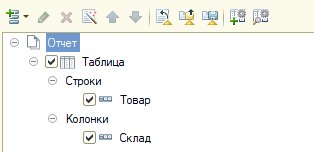 Отчет
Таблица
Строки
Товар
Колонки
Склад